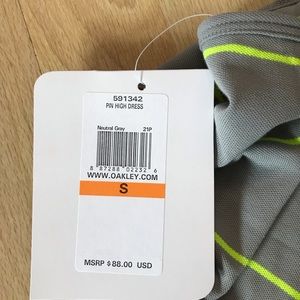 591342
PIN HIGH DRESS
Neutral Gray 21P
8 87288 02232 6
WWW.OAKLEY.COM
S
MSRP $88.00 USD